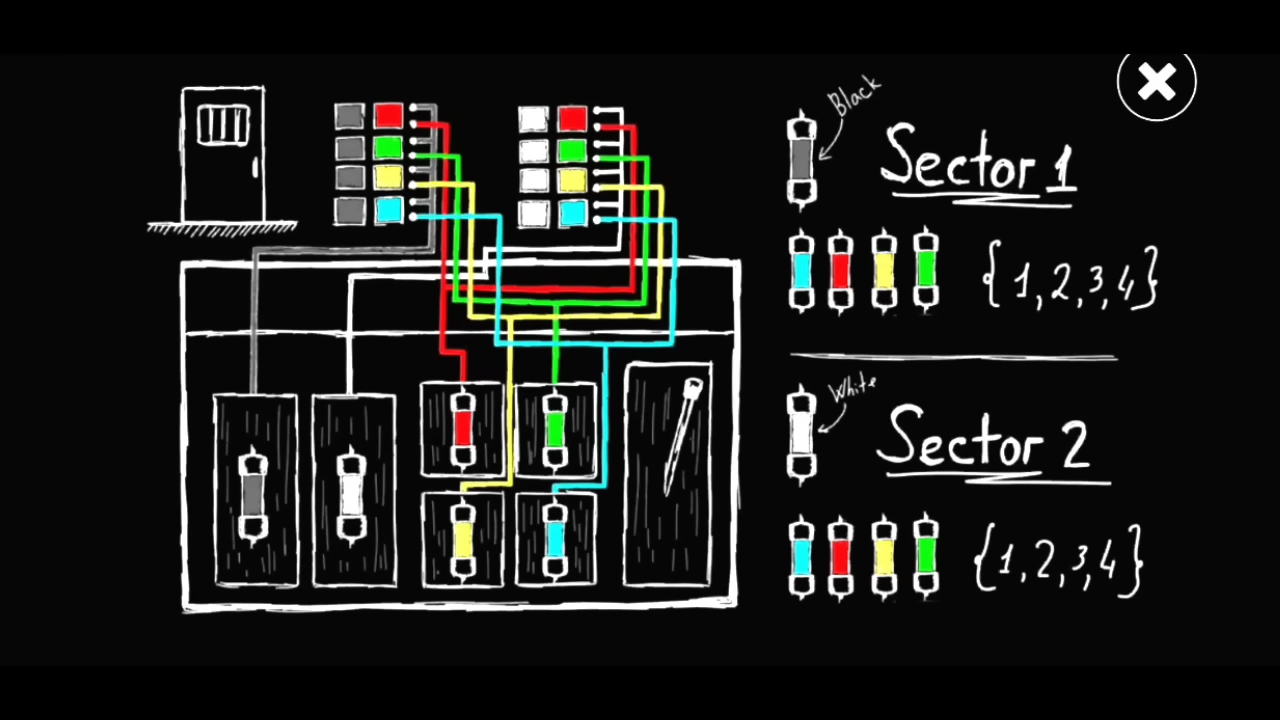 Black
Sector 1
{1,2,3,4}
White
Sector 2
{1,2,3,4}